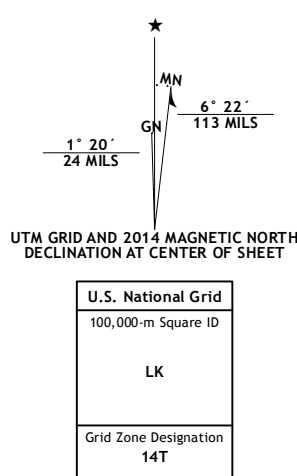 ★
MN
GN
6° 22´
113 MILS
1° 20´
24 MILS
UTM GRID AND 2014 MAGNETIC NORTH
DECLINATION AT CENTER OF SHEET
U.S. National Grid
100,000-m Square ID
LK
Grid Zone Designation
14T